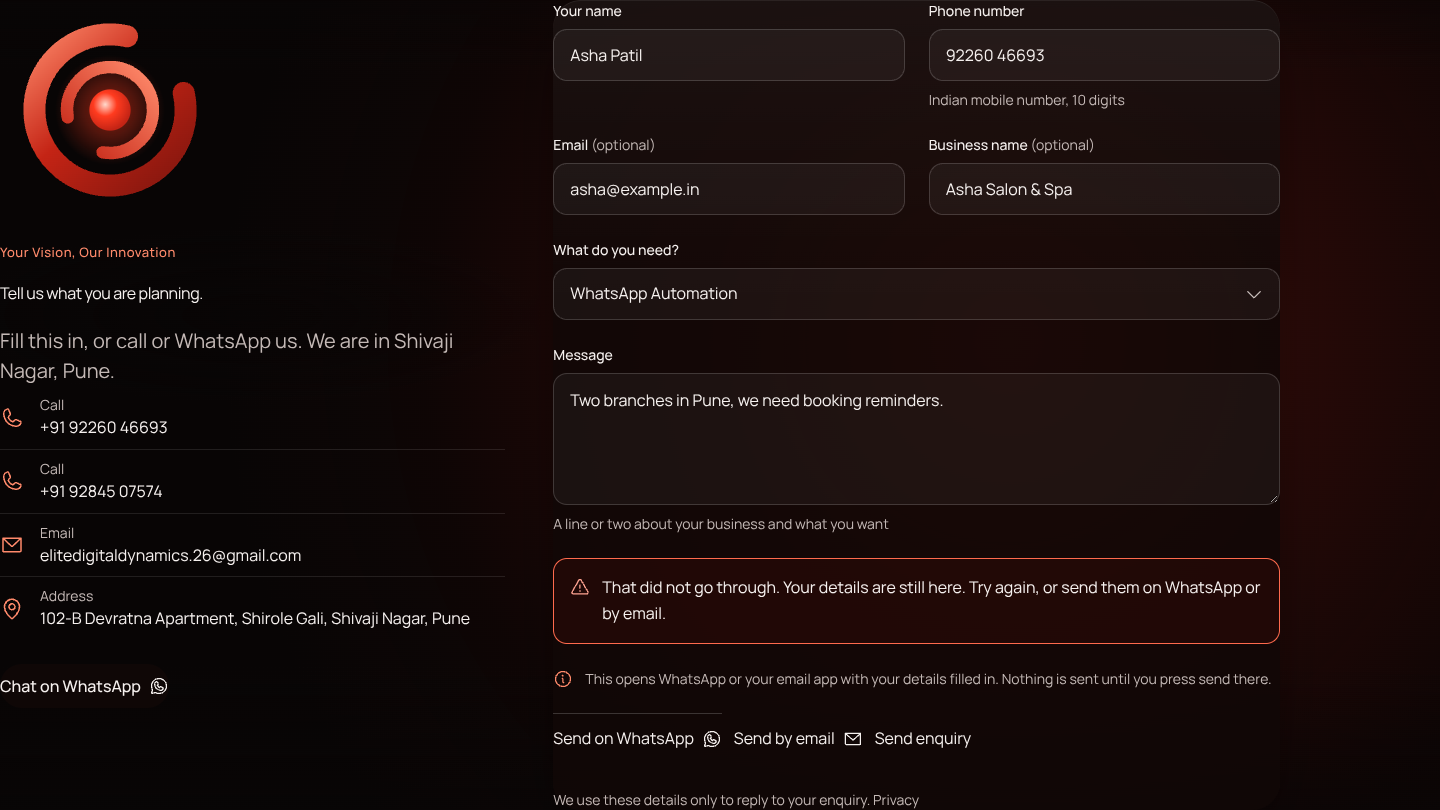 Your Vision, Our Innovation
Tell us what you are planning.
Fill this in, or call or WhatsApp us. We are in Shivaji
Nagar, Pune.
Call
+91 92260 46693
Call
+91 92845 07574
Email
elitedigitaldynamics.26@gmail.com
Address
102-B Devratna Apartment, Shirole Gali, Shivaji Nagar, Pune
Chat on WhatsApp
Your name
Asha Patil
Phone number
92260 46693
Indian mobile number, 10 digits
Email (optional)
asha@example.in
Business name (optional)
Asha Salon & Spa
What do you need?
WhatsApp Automation
Message
Two branches in Pune, we need booking reminders.
A line or two about your business and what you want
That did not go through. Your details are still here. Try again, or send them on WhatsApp or
by email.
This opens WhatsApp or your email app with your details filled in. Nothing is sent until you press send there.
Send on WhatsApp
Send by email
Send enquiry
We use these details only to reply to your enquiry. Privacy